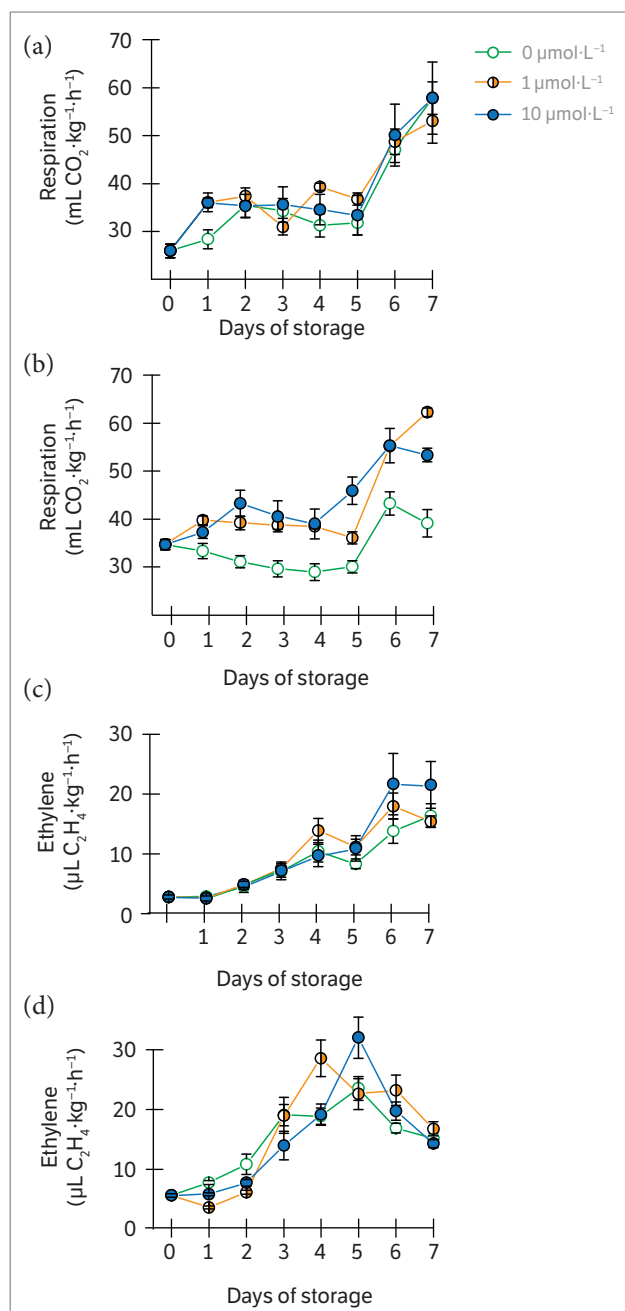 (a)
70
60
50
40
30
Respiration
(mL CO₂·kg⁻¹·h⁻¹)
0 1 2 3 4 5 6 7
Days of storage
0 µmol·L⁻¹
1 µmol·L⁻¹
10 µmol·L⁻¹
(b)
70
60
50
40
30
Respiration
(mL CO₂·kg⁻¹·h⁻¹)
0 1 2 3 4 5 6 7
Days of storage
(c)
30
20
10
0
Ethylene
(µL C₂H₄·kg⁻¹·h⁻¹)
1 2 3 4 5 6 7
Days of storage
(d)
30
20
10
0
Ethylene
(µL C₂H₄·kg⁻¹·h⁻¹)
0 1 2 3 4 5 6 7
Days of storage